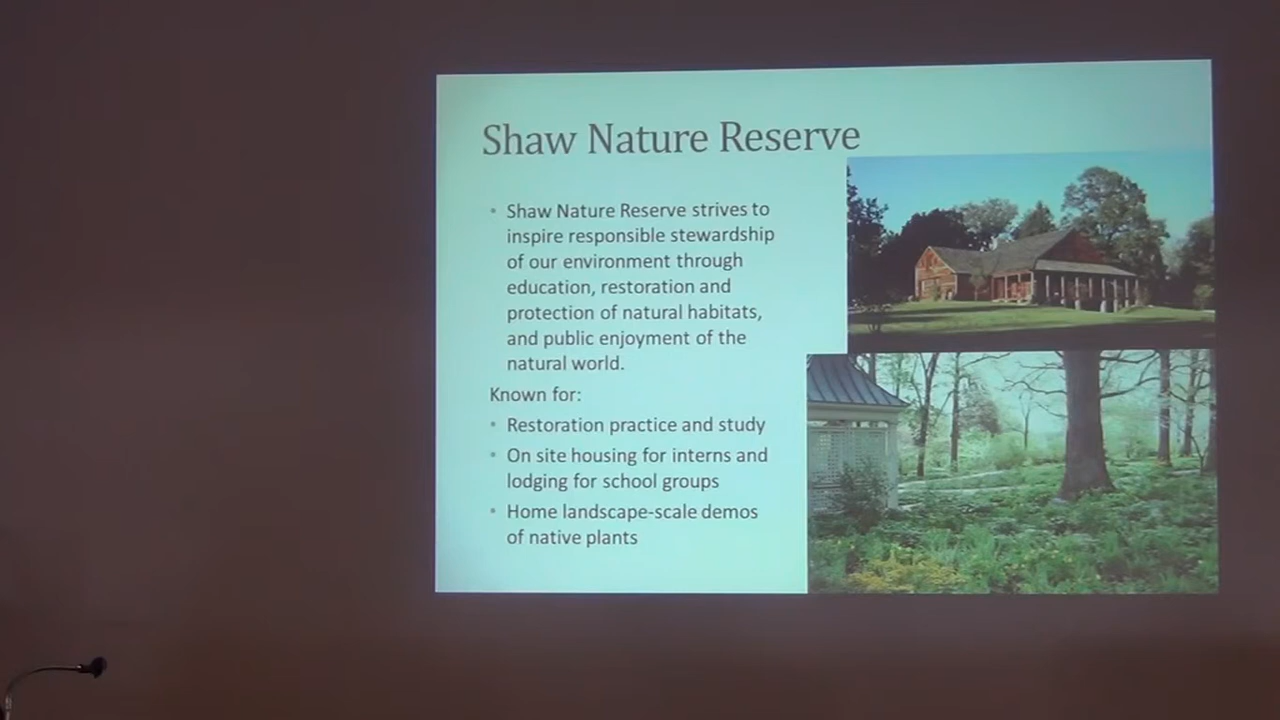 Shaw Nature Reserve
• Shaw Nature Reserve strives to
inspire responsible stewardship
of our environment through
education, restoration and
protection of natural habitats,
and public enjoyment of the
natural world.
Known for:
• Restoration practice and study
• On site housing for interns and
lodging for school groups
• Home landscape-scale demos
of native plants